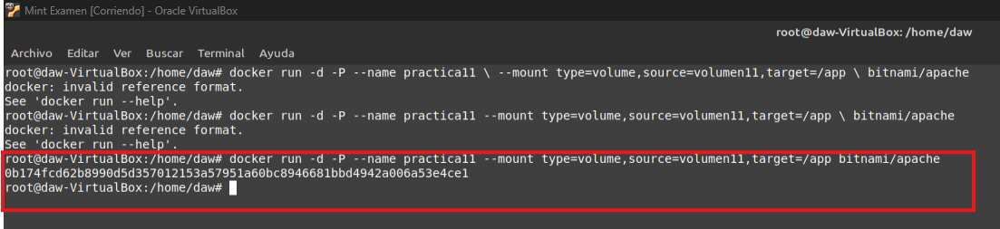 Mint Examen [Corriendo] - Oracle VirtualBox
root@daw-VirtualBox: /home/daw
Archivo Editar Ver Buscar Terminal Ayuda
root@daw-VirtualBox:/home/daw# docker run -d -P --name practica11 \ --mount type=volume,source=volumen11,target=/app \ bitnami/apache
docker: invalid reference format.
See 'docker run --help'.
root@daw-VirtualBox:/home/daw# docker run -d -P --name practica11 --mount type=volume,source=volumen11,target=/app \ bitnami/apache
docker: invalid reference format.
See 'docker run --help'.
root@daw-VirtualBox:/home/daw# docker run -d -P --name practica11 --mount type=volume,source=volumen11,target=/app bitnami/apache
0b174fcd62b8990d5d357012153a57951a60bc8946681bbd4942a006a53e4ce1
root@daw-VirtualBox:/home/daw#